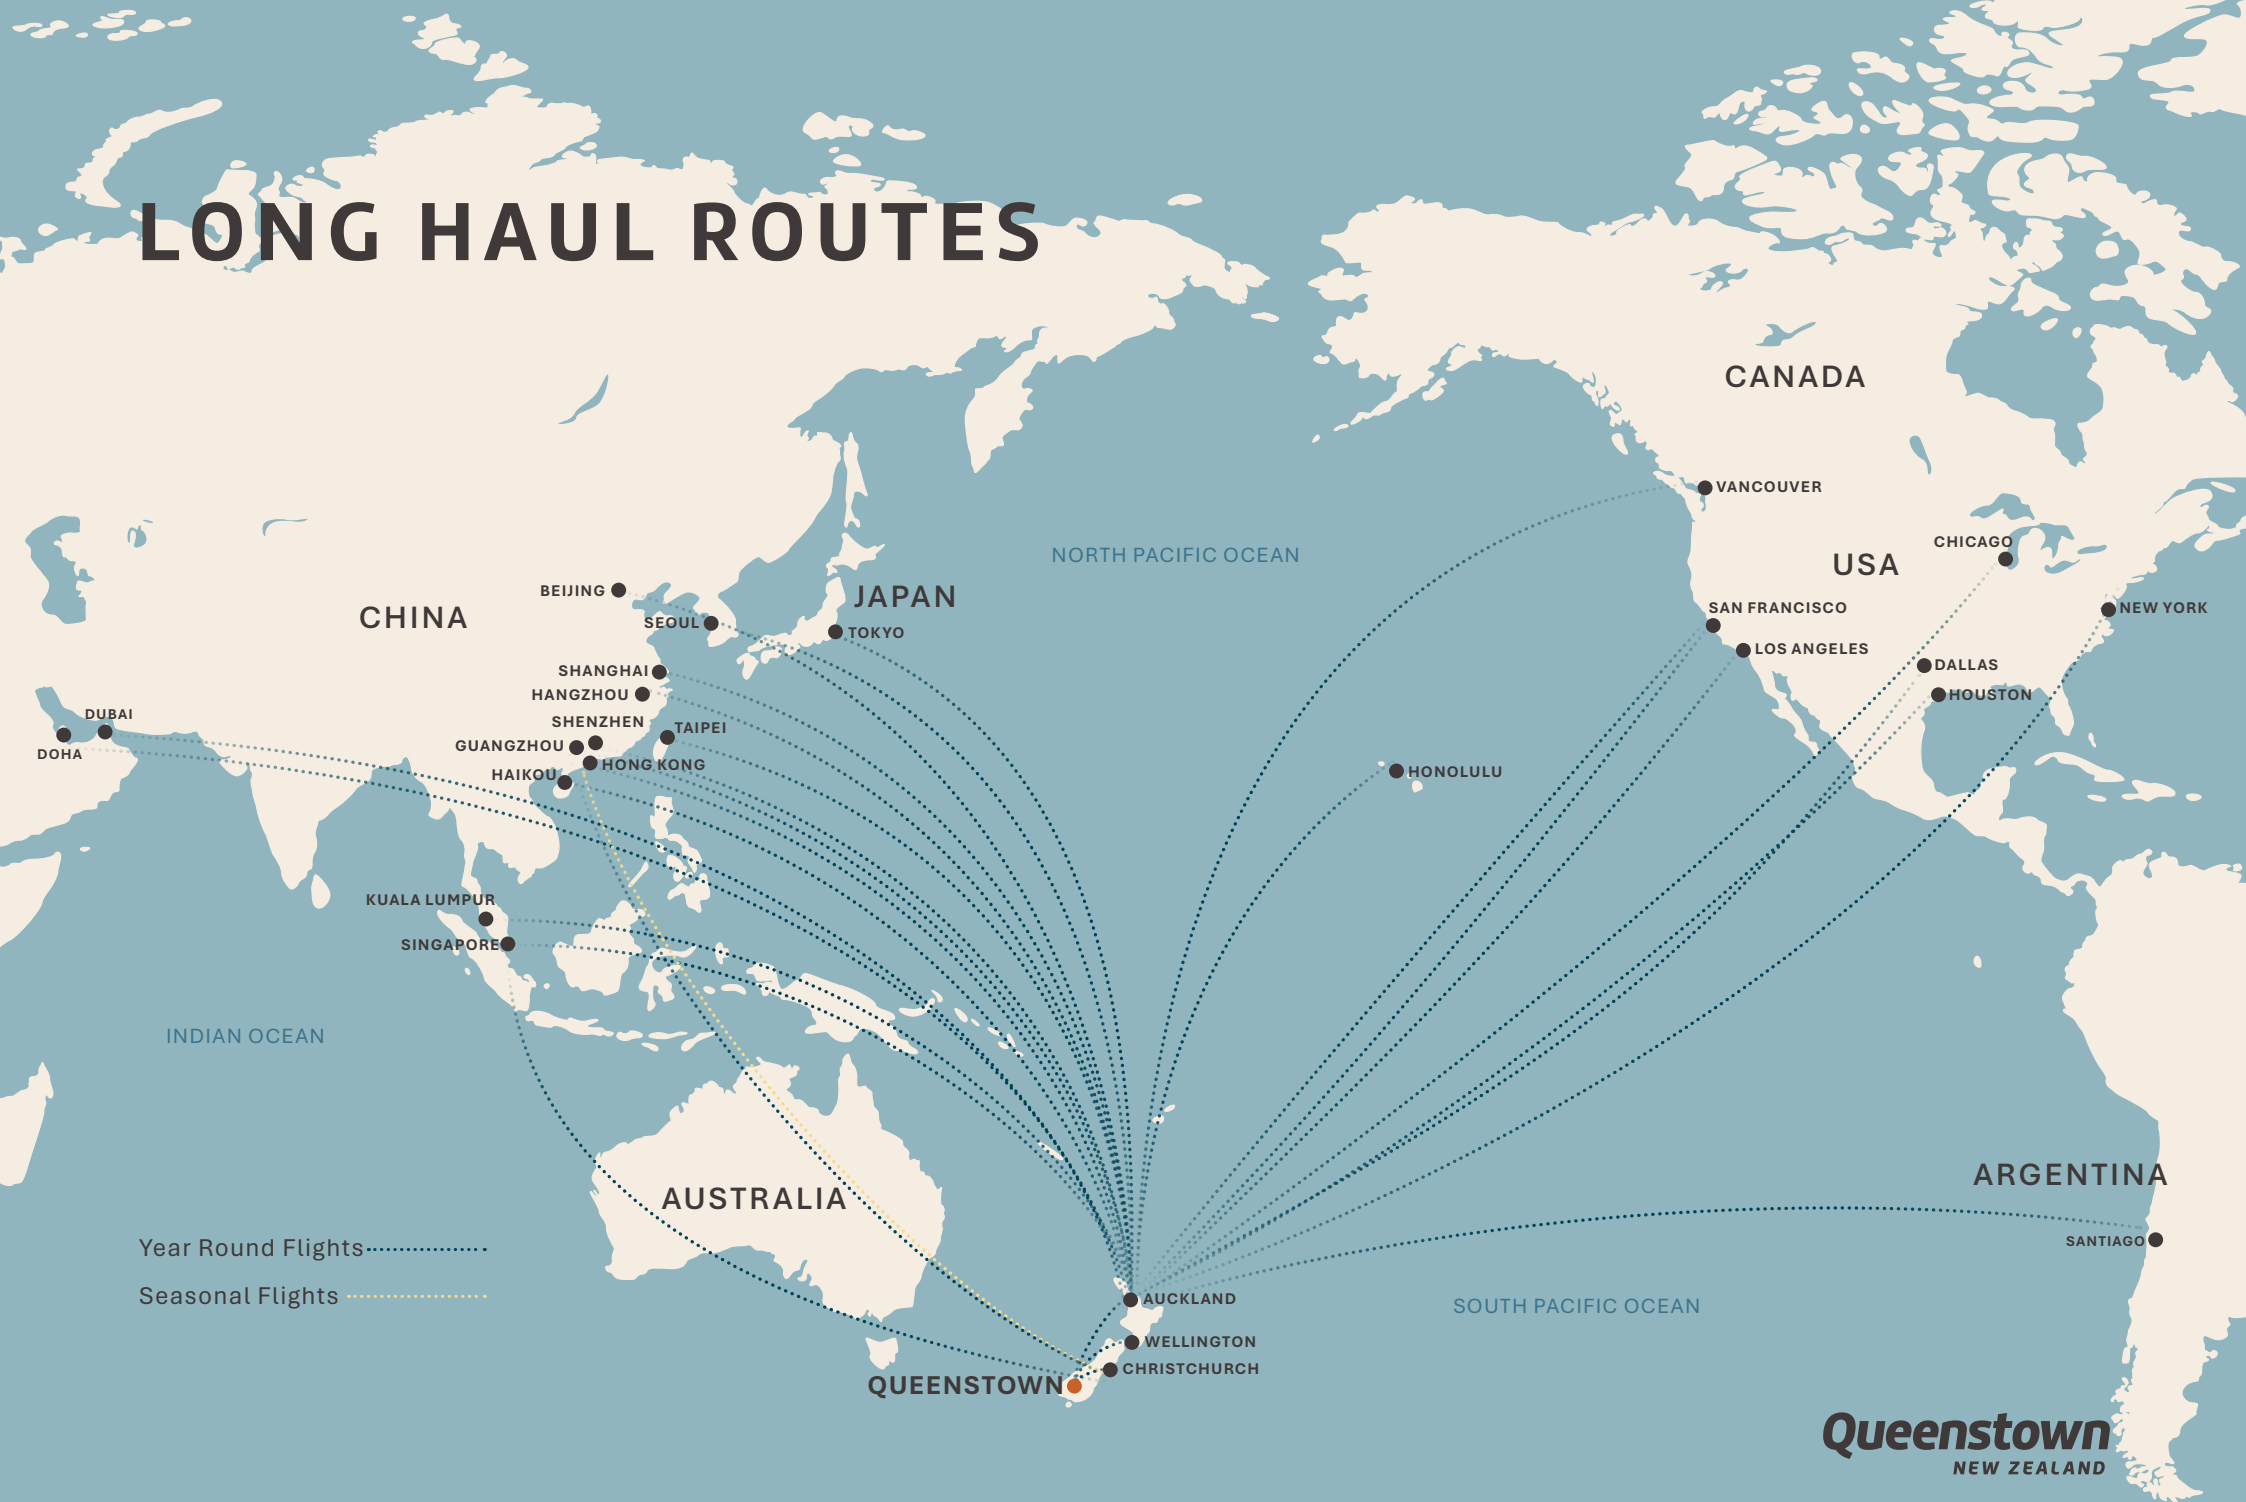 LONG HAUL ROUTES
CANADA
VANCOUVER
CHICAGO
NORTH PACIFIC OCEAN
USA
BEIJING
JAPAN
CHINA
SAN FRANCISCO
NEW YORK
SEOUL
TOKYO
LOS ANGELES
SHANGHAI
DALLAS
HANGZHOU
HOUSTON
DUBAI
SHENZHEN
TAIPEI
GUANGZHOU
DOHA
HONG KONG
HAIKOU
HONOLULU
KUALA LUMPUR
SINGAPORE
INDIAN OCEAN
ARGENTINA
AUSTRALIA
SANTIAGO
Year Round Flights
Seasonal Flights
AUCKLAND
SOUTH PACIFIC OCEAN
WELLINGTON
CHRISTCHURCH
QUEENSTOWN
Queenstown
NEW ZEALAND